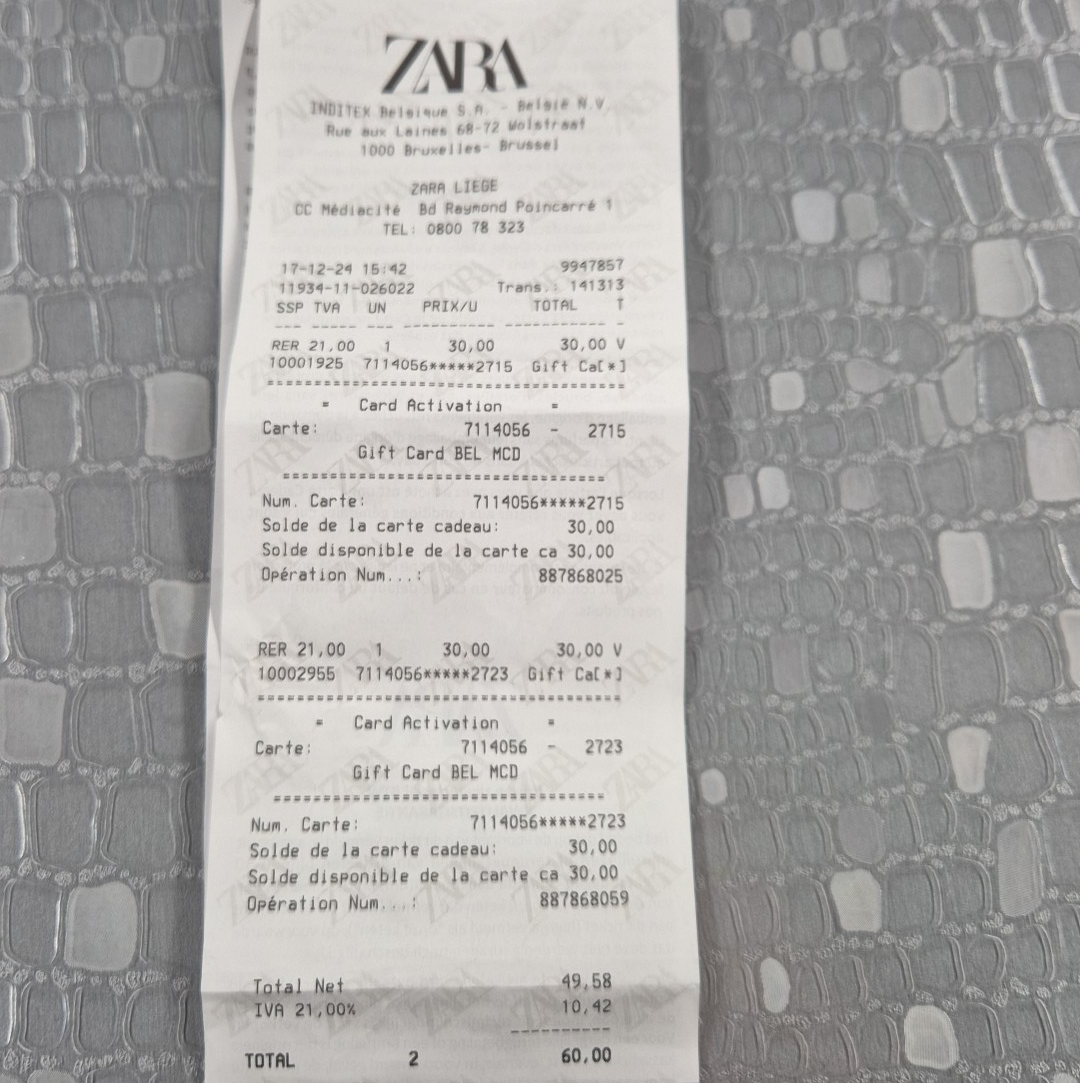 ZARA
INDITEX Belgique S.A. - België N.V.
Rue aux Laines 68-72 Wolstraat
1000 Bruxelles- Brussel
ZARA LIEGE
CC Médiacité Bd Raymond Poincarré 1
TEL: 0800 78 323
17-12-24 15:42 9947857
11934-11-026022 Trans.: 141313
SSP TVA UN PRIX/U TOTAL T
--- ----- --- ---------- ----------- -
RER 21,00 1 30,00 30,00 V
10001925 7114056*****2715 Gift Ca[*]
====================================
= Card Activation =
Carte: 7114056 - 2715
Gift Card BEL MCD
===================================
Num. Carte: 7114056*****2715
Solde de la carte cadeau: 30,00
Solde disponible de la carte ca 30,00
Opération Num...: 887868025
RER 21,00 1 30,00 30,00 V
10002955 7114056*****2723 Gift Ca[*]
====================================
= Card Activation =
Carte: 7114056 - 2723
Gift Card BEL MCD
=================================
Num. Carte: 7114056*****2723
Solde de la carte cadeau: 30,00
Solde disponible de la carte ca 30,00
Opération Num...: 887868059
Total Net 49,58
IVA 21,00% 10,42
----------
TOTAL 2 60,00